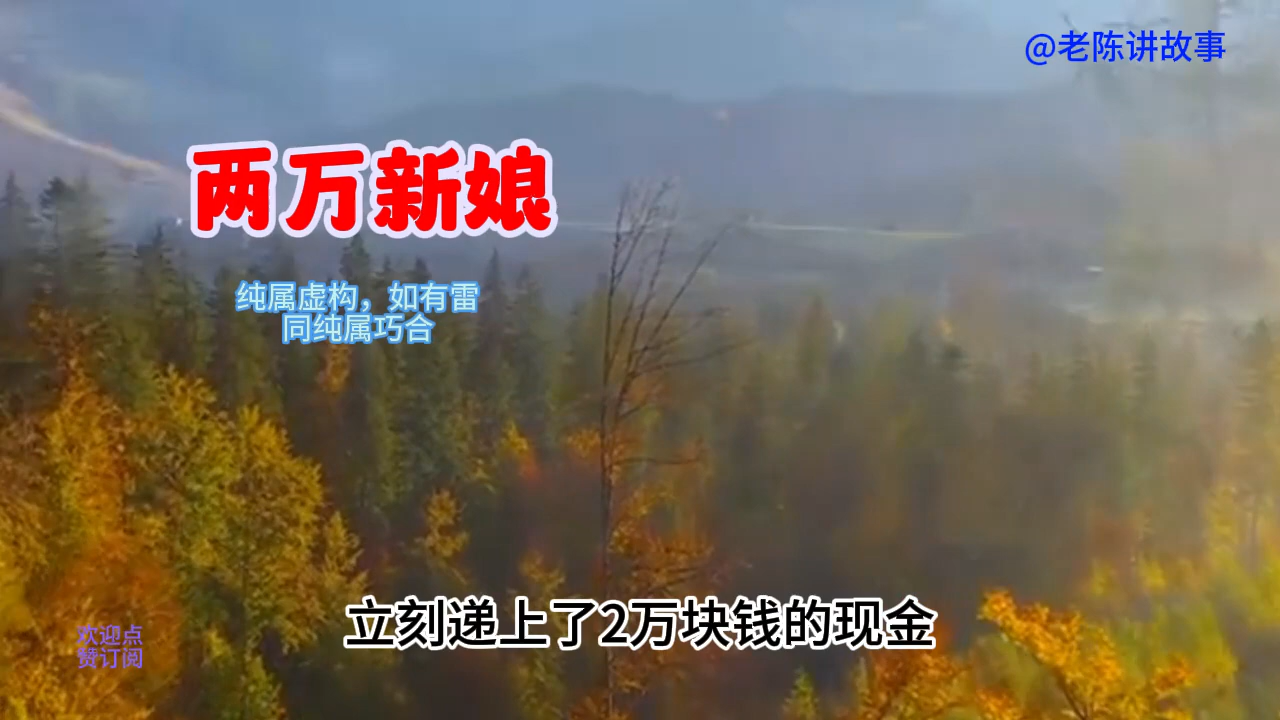 @老陈讲故事
两万新娘
纯属虚构，如有雷
同纯属巧合
立刻递上了2万块钱的现金
欢迎点
赞订阅